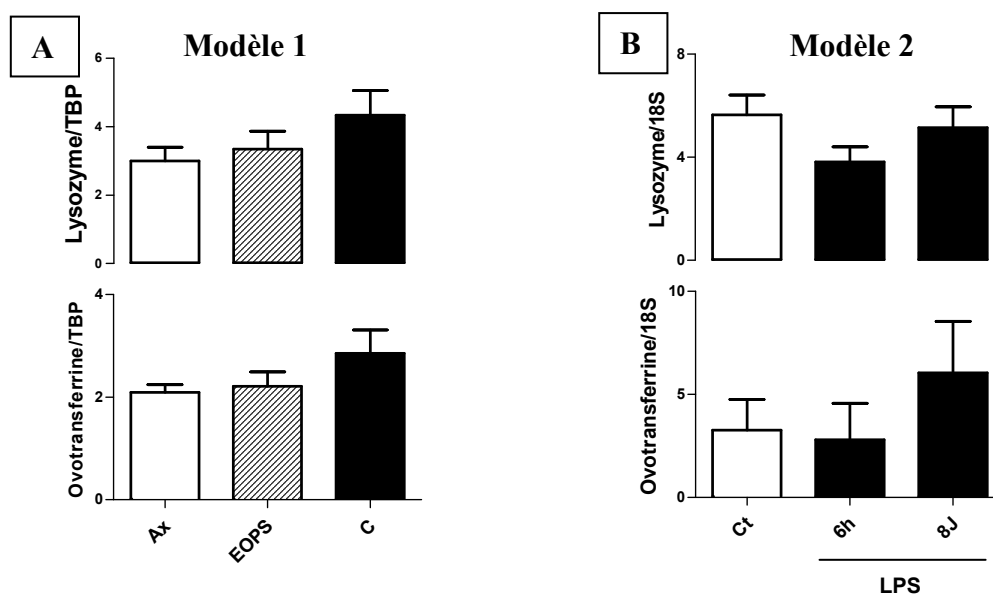 A
Modèle 1
6
4
2
0
Lysozyme/TBP
4
2
0
Ovotransferrine/TBP
Ax
EOPS
C
B
Modèle 2
8
4
0
Lysozyme/18S
10
5
0
Ovotransferrine/18S
Ct
6h
8J
LPS